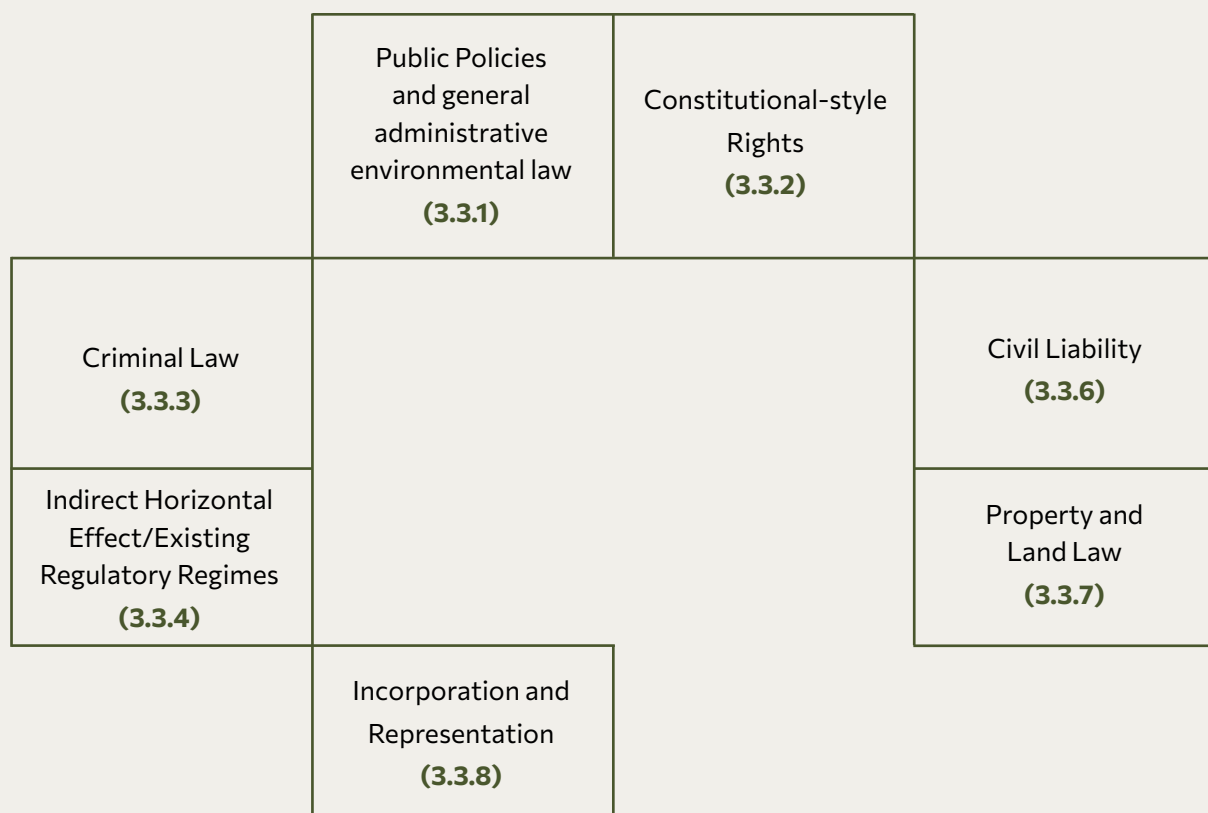 Public Policies
and general
administrative
environmental law
(3.3.1)
Constitutional-style
Rights
(3.3.2)
Criminal Law
(3.3.3)
Civil Liability
(3.3.6)
Indirect Horizontal
Effect/Existing
Regulatory Regimes
(3.3.4)
Property and
Land Law
(3.3.7)
Incorporation and
Representation
(3.3.8)